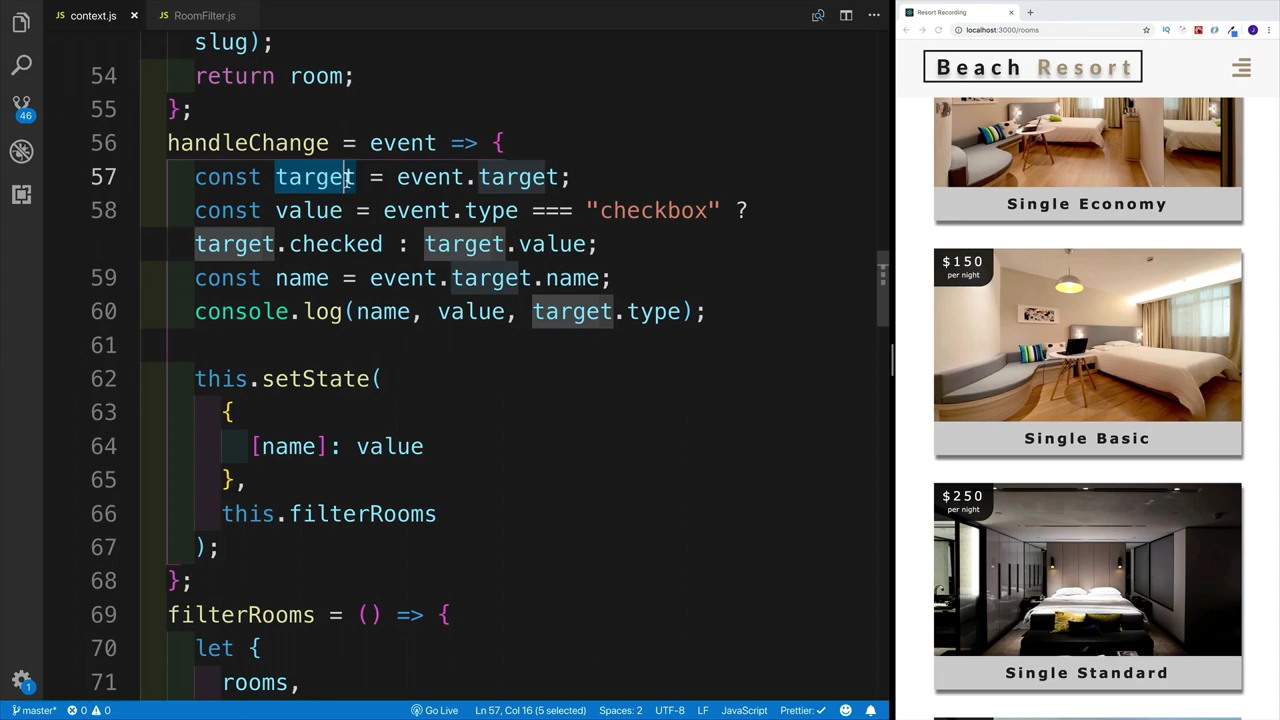 context.js
RoomFilter.js
slug);
54 return room;
55 };
56 handleChange = event => {
57 const target = event.target;
58 const value = event.type === "checkbox" ?
target.checked : target.value;
59 const name = event.target.name;
60 console.log(name, value, target.type);
61
62 this.setState(
63 {
64 [name]: value
65 },
66 this.filterRooms
67 );
68 };
69 filterRooms = () => {
70 let {
71 rooms,
46
1
master*
0
0
Go Live
Ln 57, Col 16 (5 selected)
Spaces: 2
UTF-8
LF
JavaScript
Prettier: ✓
Resort Recording
localhost:3000/rooms
IQ
J
Beach Resort
Single Economy
$150
per night
Single Basic
$250
per night
Single Standard